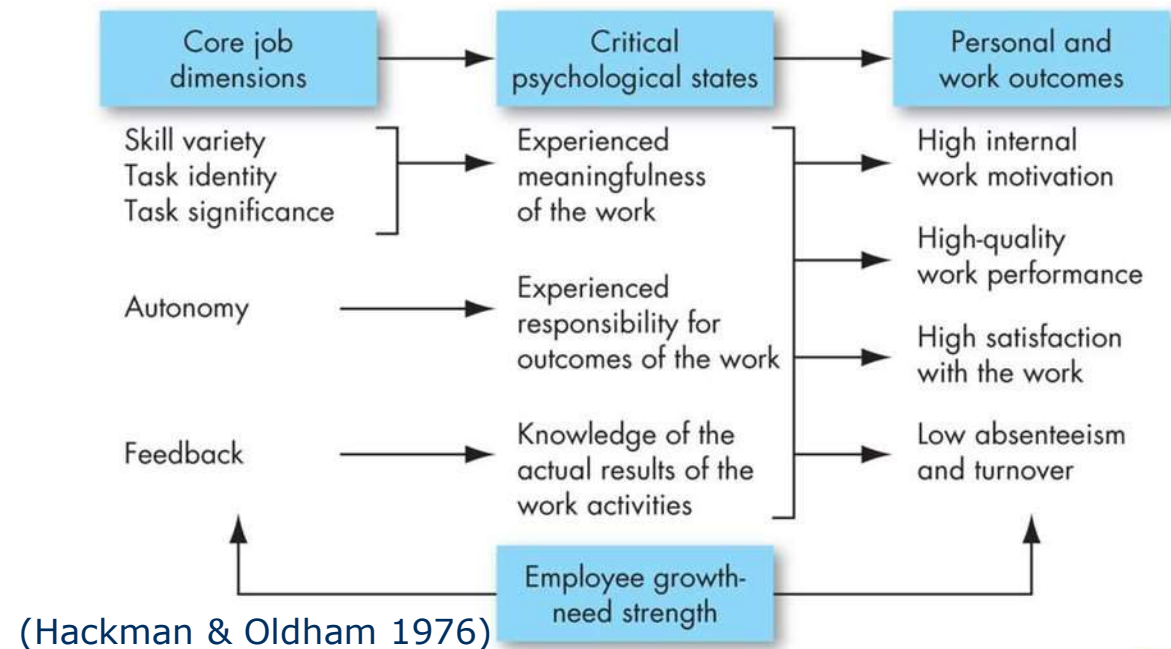 Core job
dimensions
Critical
psychological states
Personal and
work outcomes
Skill variety
Task identity
Task significance
Experienced
meaningfulness
of the work
High internal
work motivation
High-quality
work performance
Autonomy
Experienced
responsibility for
outcomes of the work
High satisfaction
with the work
Feedback
Knowledge of the
actual results of the
work activities
Low absenteeism
and turnover
Employee growth-
need strength
(Hackman & Oldham 1976)